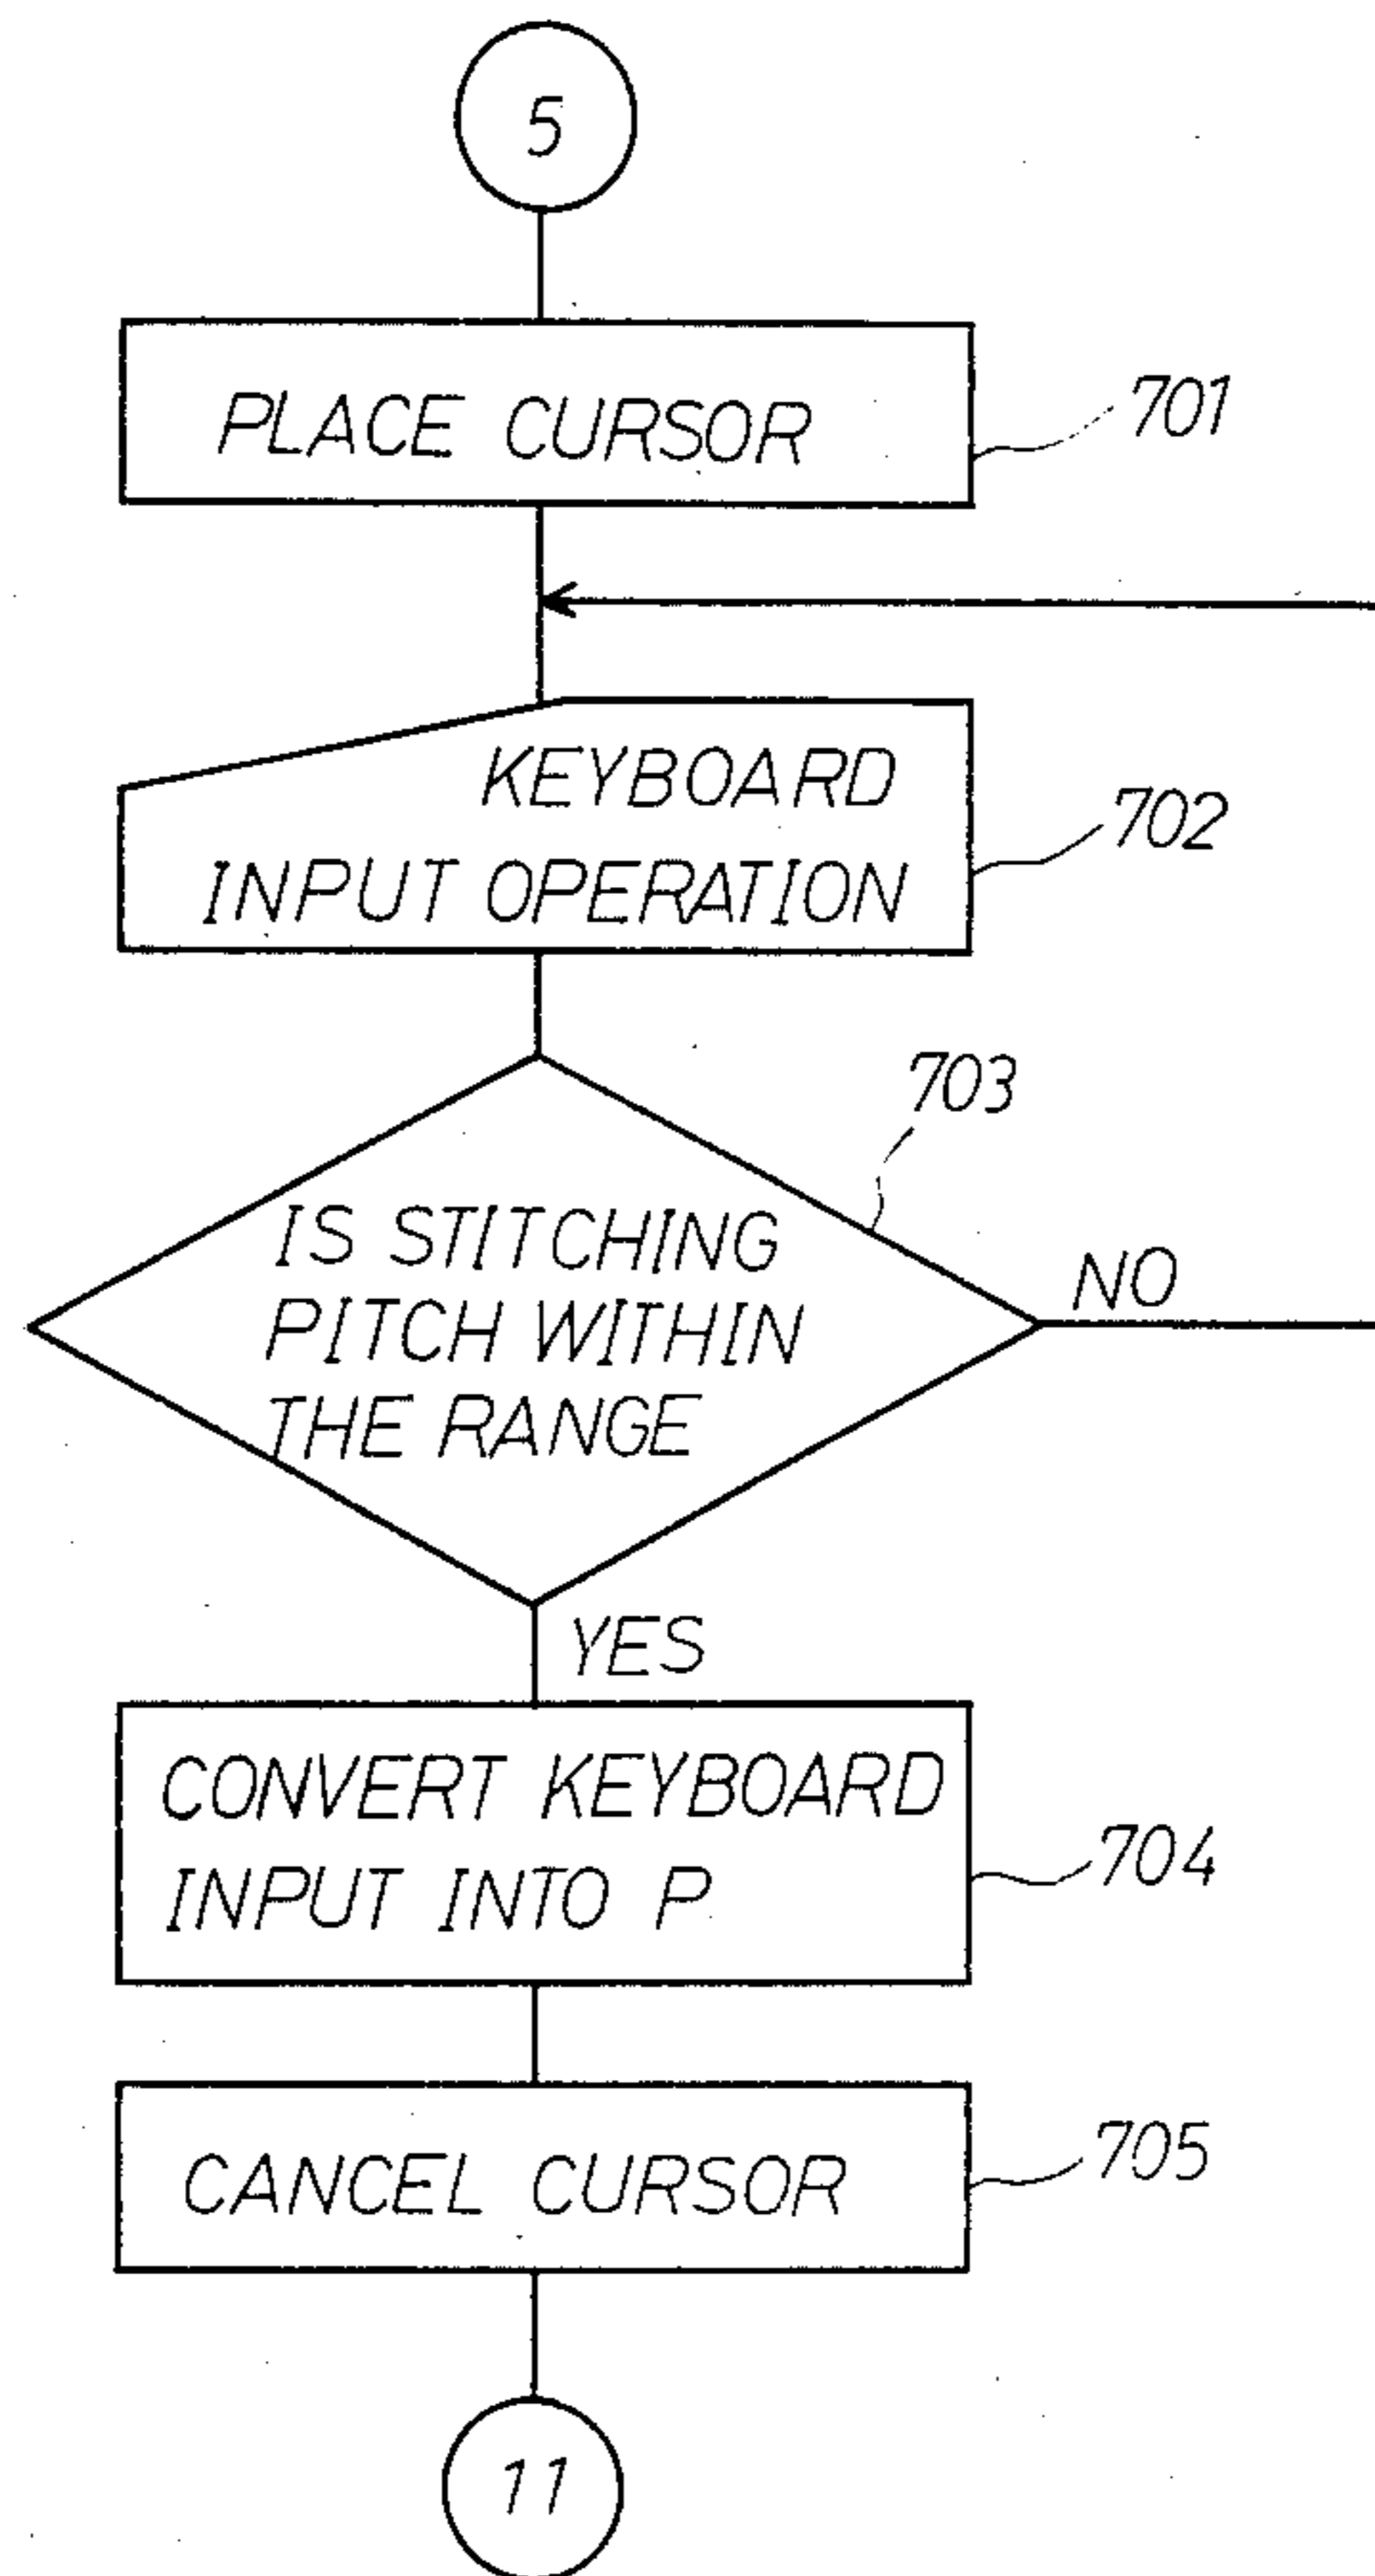 5
PLACE CURSOR
701
KEYBOARD
INPUT OPERATION
702
703
IS STITCHING
PITCH WITHIN
THE RANGE
NO
YES
CONVERT KEYBOARD
INPUT INTO P
704
CANCEL CURSOR
705
11